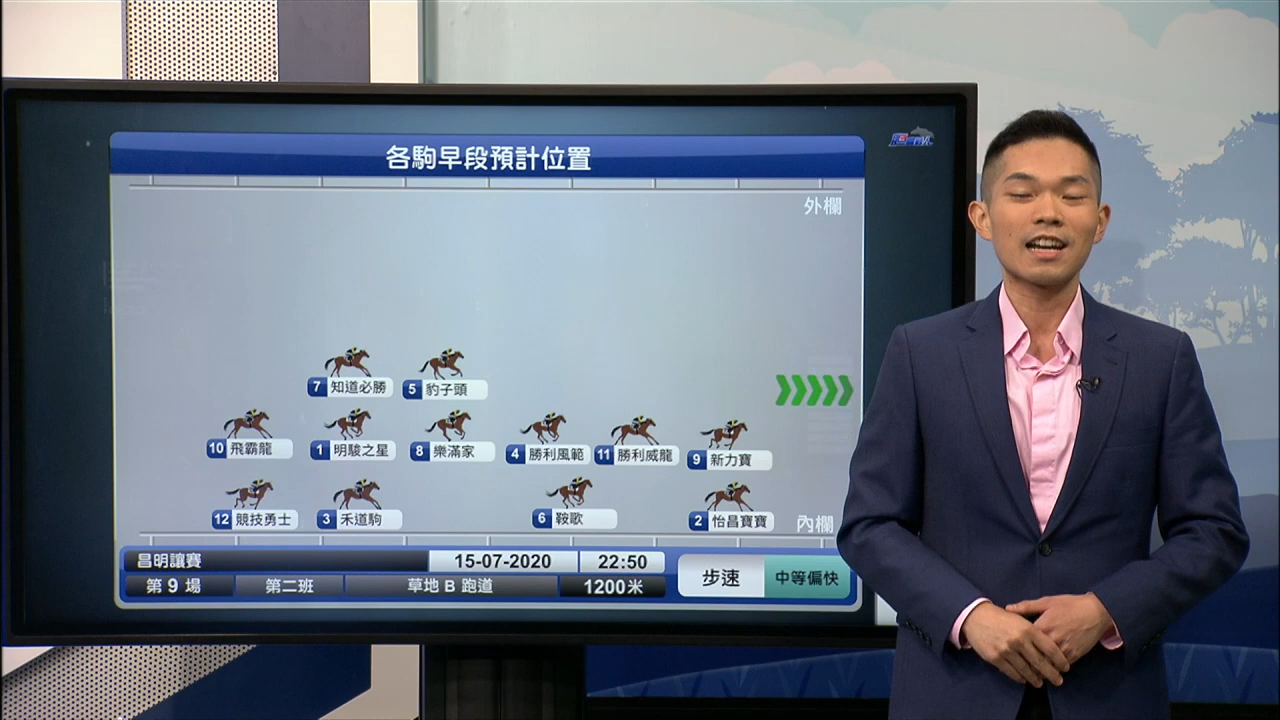 各駒早段預計位置
外欄
7 知道必勝
5 豹子頭
10 飛霸龍
1 明駿之星
8 樂滿家
4 勝利風範
11 勝利威龍
9 新力寶
12 競技勇士
3 禾道駒
6 鞍歌
2 怡昌寶寶
內欄
昌明讓賽 15-07-2020 22:50
第 9 場 第二班 草地 B 跑道 1200米
步速 中等偏快